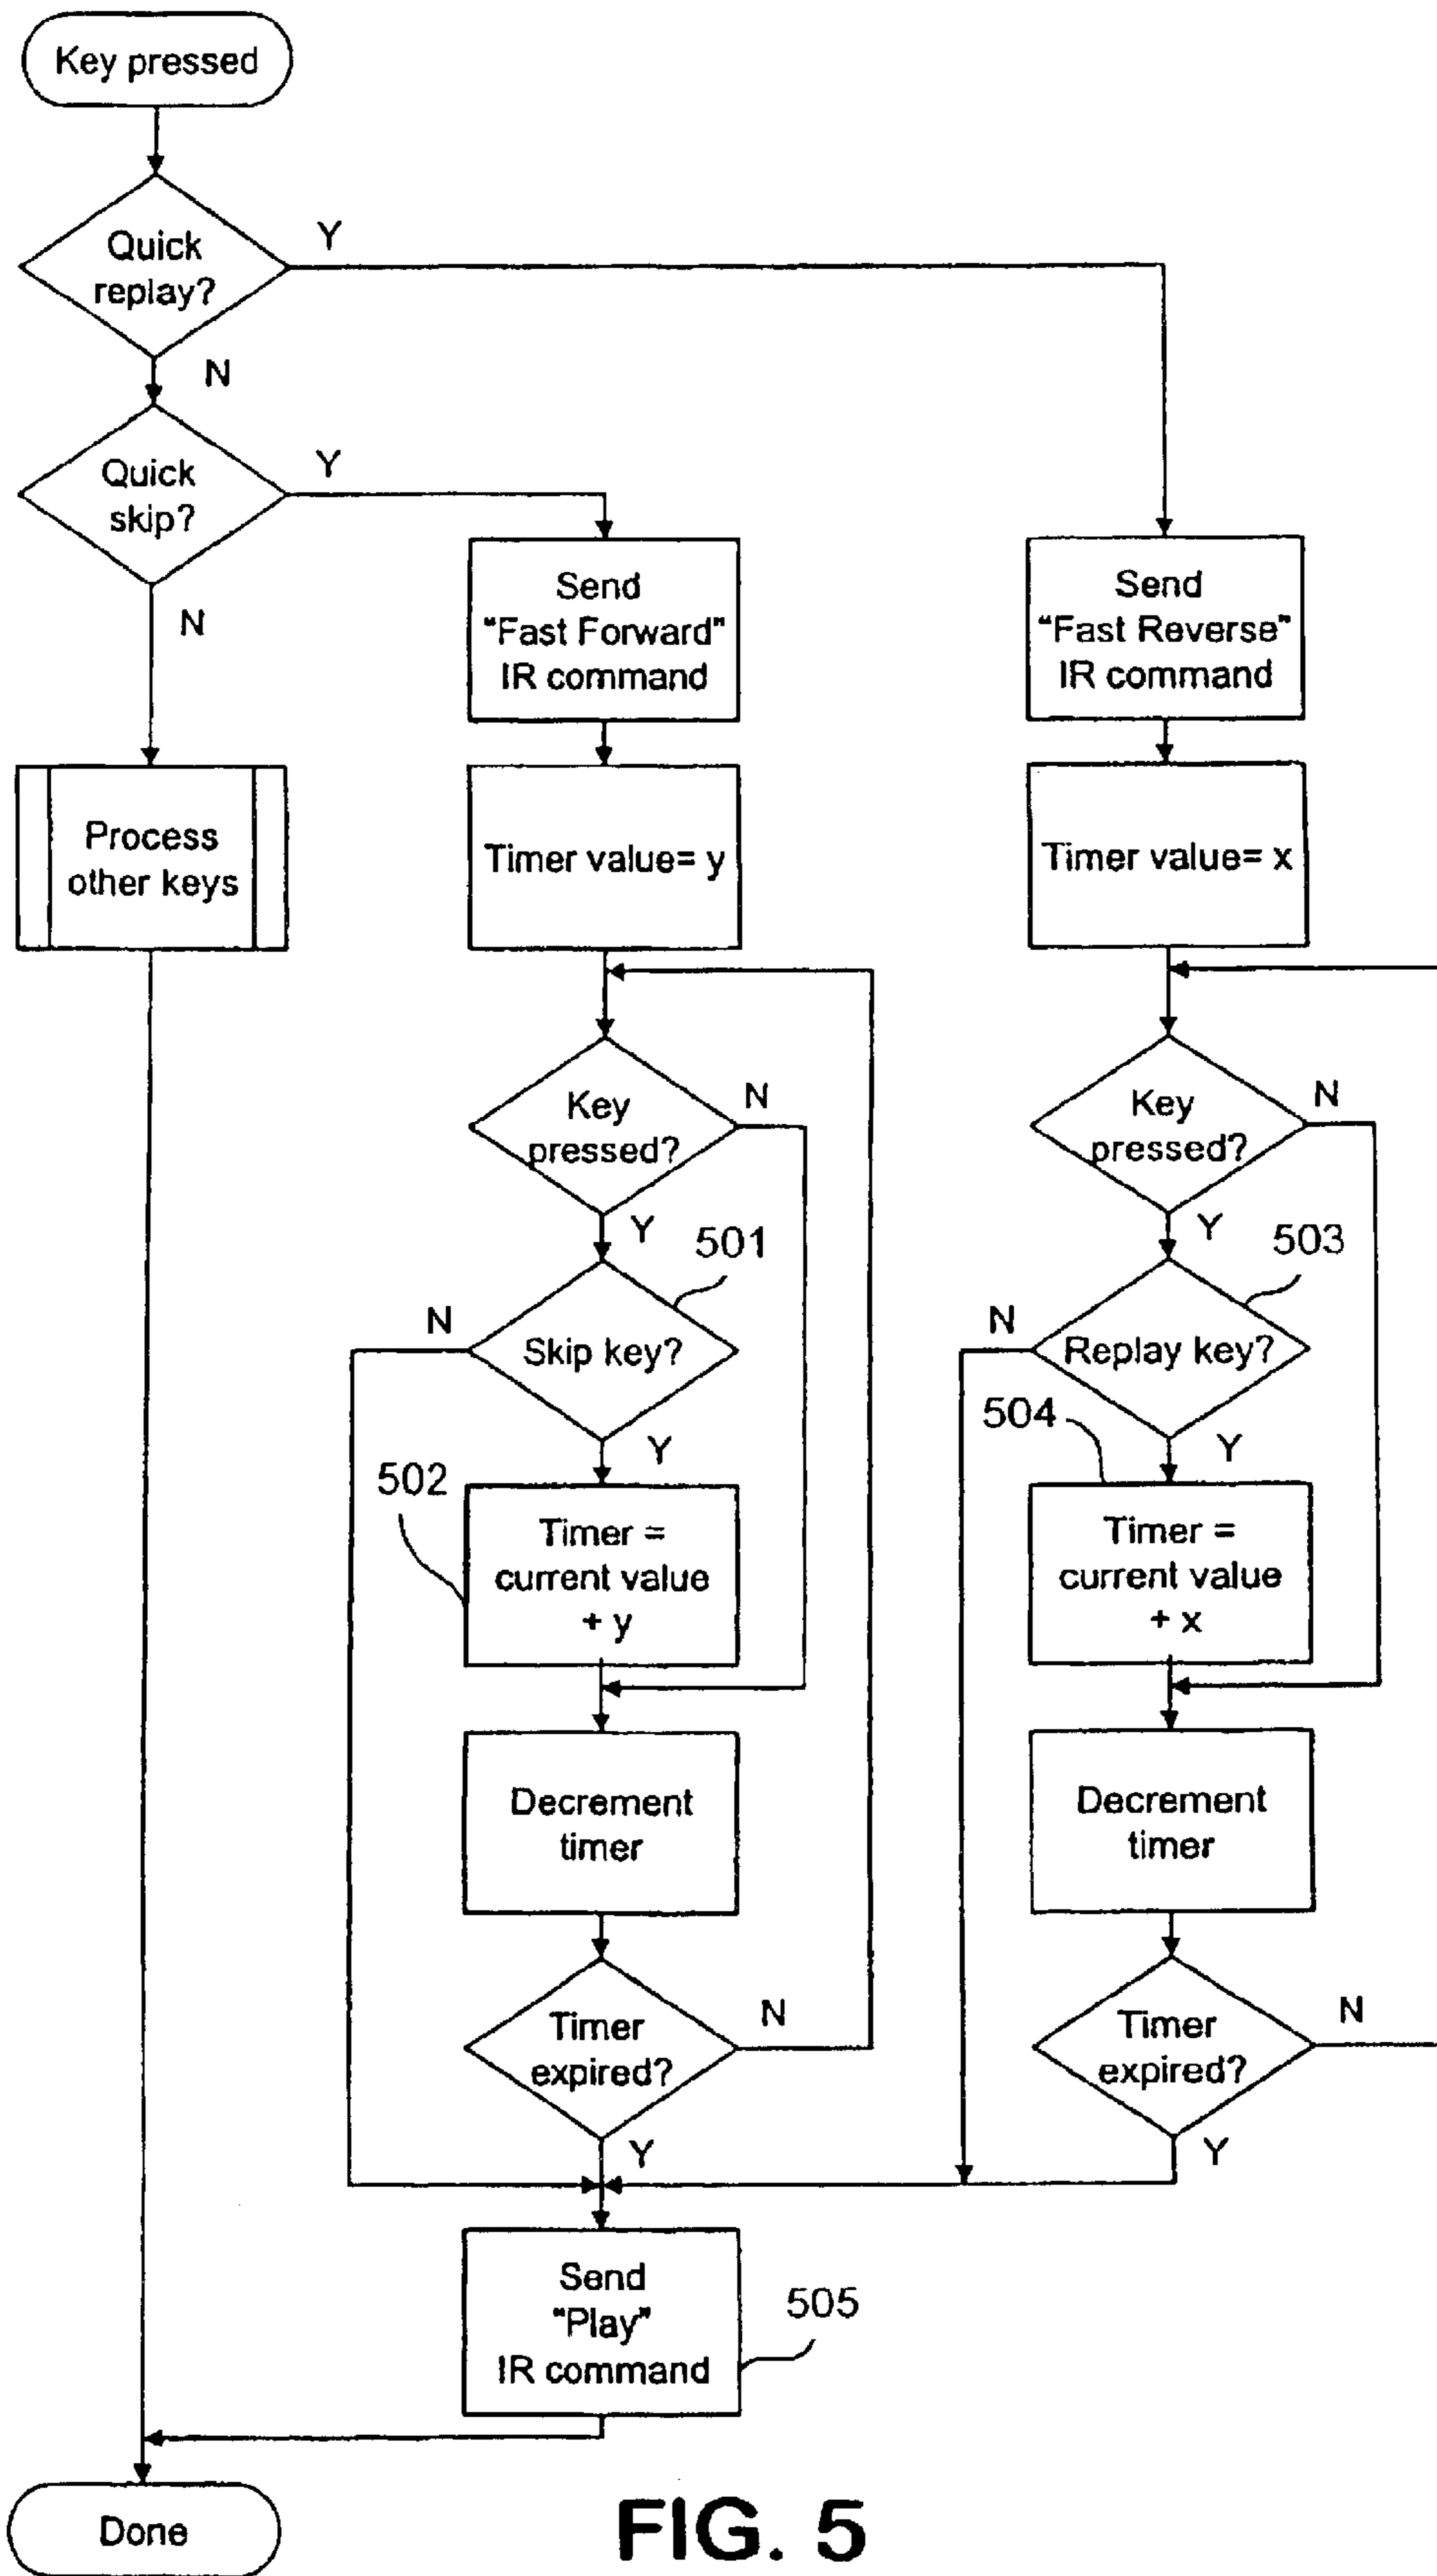 Key pressed
Quick
replay?
Y
N
Quick
skip?
Y
N
Process
other keys
Send
"Fast Forward"
IR command
Timer value= y
Key
pressed?
N
Y
501
Skip key?
N
Y
502
Timer =
current value
+ y
Decrement
timer
Timer
expired?
N
Y
Send
"Fast Reverse"
IR command
Timer value= x
Key
pressed?
N
Y
503
Replay key?
N
Y
504
Timer =
current value
+ x
Decrement
timer
Timer
expired?
N
Y
Send
"Play"
IR command
505
Done
FIG. 5